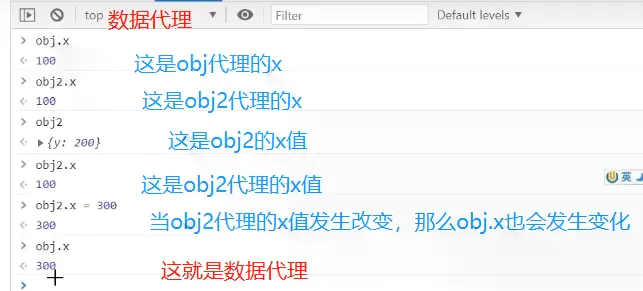 top 数据代理 Filter Default levels
obj.x
100 这是obj代理的x
obj2.x
100 这是obj2代理的x
obj2
{y: 200} 这是obj2的x值
obj2.x
100 这是obj2代理的x值
英
obj2.x = 300
300 当obj2代理的x值发生改变，那么obj.x也会发生变化
obj.x
300 这就是数据代理